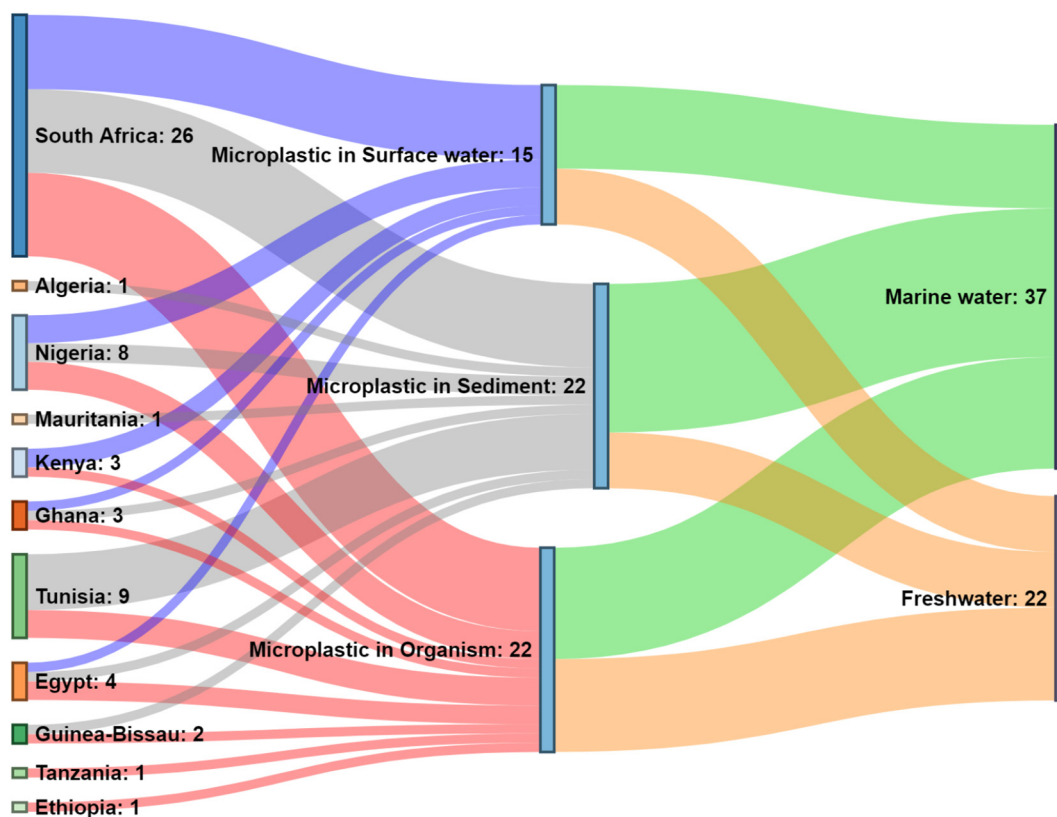 South Africa: 26
Algeria: 1
Nigeria: 8
Mauritania: 1
Kenya: 3
Ghana: 3
Tunisia: 9
Egypt: 4
Guinea-Bissau: 2
Tanzania: 1
Ethiopia: 1
Microplastic in Surface water: 15
Microplastic in Sediment: 22
Microplastic in Organism: 22
Marine water: 37
Freshwater: 22